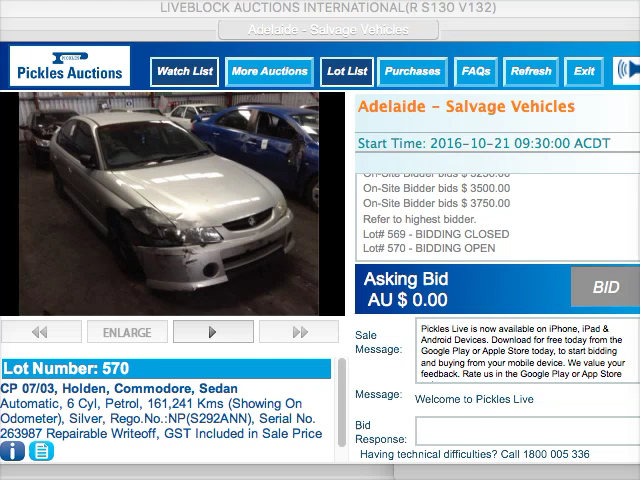 LIVEBLOCK AUCTIONS INTERNATIONAL(R S130 V132)
Adelaide - Salvage Vehicles
PICKLES
Pickles Auctions
Watch List
More Auctions
Lot List
Purchases
FAQs
Refresh
Exit
Adelaide - Salvage Vehicles
Start Time: 2016-10-21 09:30:00 ACDT
On-Site Bidder bids $ 3250.00
On-Site Bidder bids $ 3500.00
On-Site Bidder bids $ 3750.00
Refer to highest bidder.
Lot# 569 - BIDDING CLOSED
Lot# 570 - BIDDING OPEN
Asking Bid
AU $ 0.00
BID
ENLARGE
Sale
Message:
Pickles Live is now available on iPhone, iPad &
Android Devices. Download for free today from the
Google Play or Apple Store today, to start bidding
and buying from your mobile device. We value your
feedback. Rate us in the Google Play or App Store
Message:
Welcome to Pickles Live
Bid
Response:
Having technical difficulties? Call 1800 005 336
Lot Number: 570
CP 07/03, Holden, Commodore, Sedan
Automatic, 6 Cyl, Petrol, 161,241 Kms (Showing On
Odometer), Silver, Rego.No.:NP(S292ANN), Serial No.
263987 Repairable Writeoff, GST Included in Sale Price